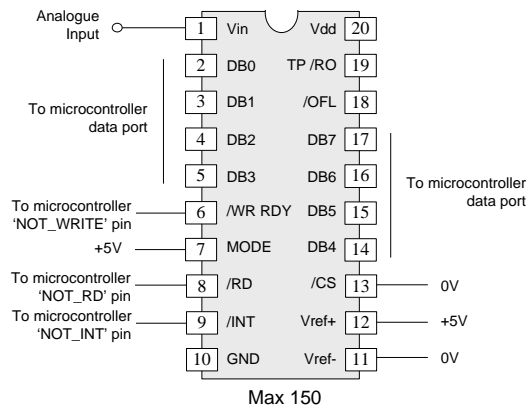 Analogue
Input
1 Vin Vdd 20
2 DB0 TP /RO 19
3 DB1 /OFL 18
To microcontroller
data port
4 DB2 DB7 17
5 DB3 DB6 16
To microcontroller
data port
To microcontroller
'NOT_WRITE' pin
6 /WR RDY DB5 15
+5V 7 MODE DB4 14
To microcontroller
'NOT_RD' pin
8 /RD /CS 13 0V
To microcontroller
'NOT_INT' pin
9 /INT Vref+ 12 +5V
10 GND Vref- 11 0V
Max 150